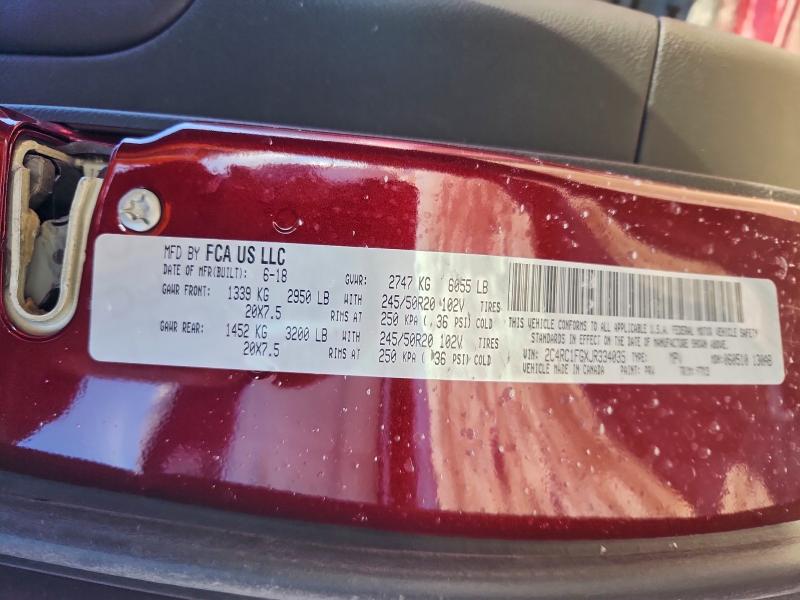 MFD BY FCA US LLC
DATE OF MFR(BUILT): 6-18 GVWR: 2747 KG 6055 LB
GAWR FRONT: 1339 KG 2950 LB WITH 245/50R20 102V TIRES
20X7.5 RIMS AT 250 KPA ( 36 PSI) COLD
GAWR REAR: 1452 KG 3200 LB WITH 245/50R20 102V TIRES
20X7.5 RIMS AT 250 KPA ( 36 PSI) COLD
THIS VEHICLE CONFORMS TO ALL APPLICABLE U.S.A. FEDERAL MOTOR VEHICLE SAFETY
STANDARDS IN EFFECT ON THE DATE OF MANUFACTURE SHOWN ABOVE.
VIN: 2C4RC1FGXJR334035 TYPE: MPV MDH: 060510 130AB
VEHICLE MADE IN CANADA PAINT: PRV TRIM: